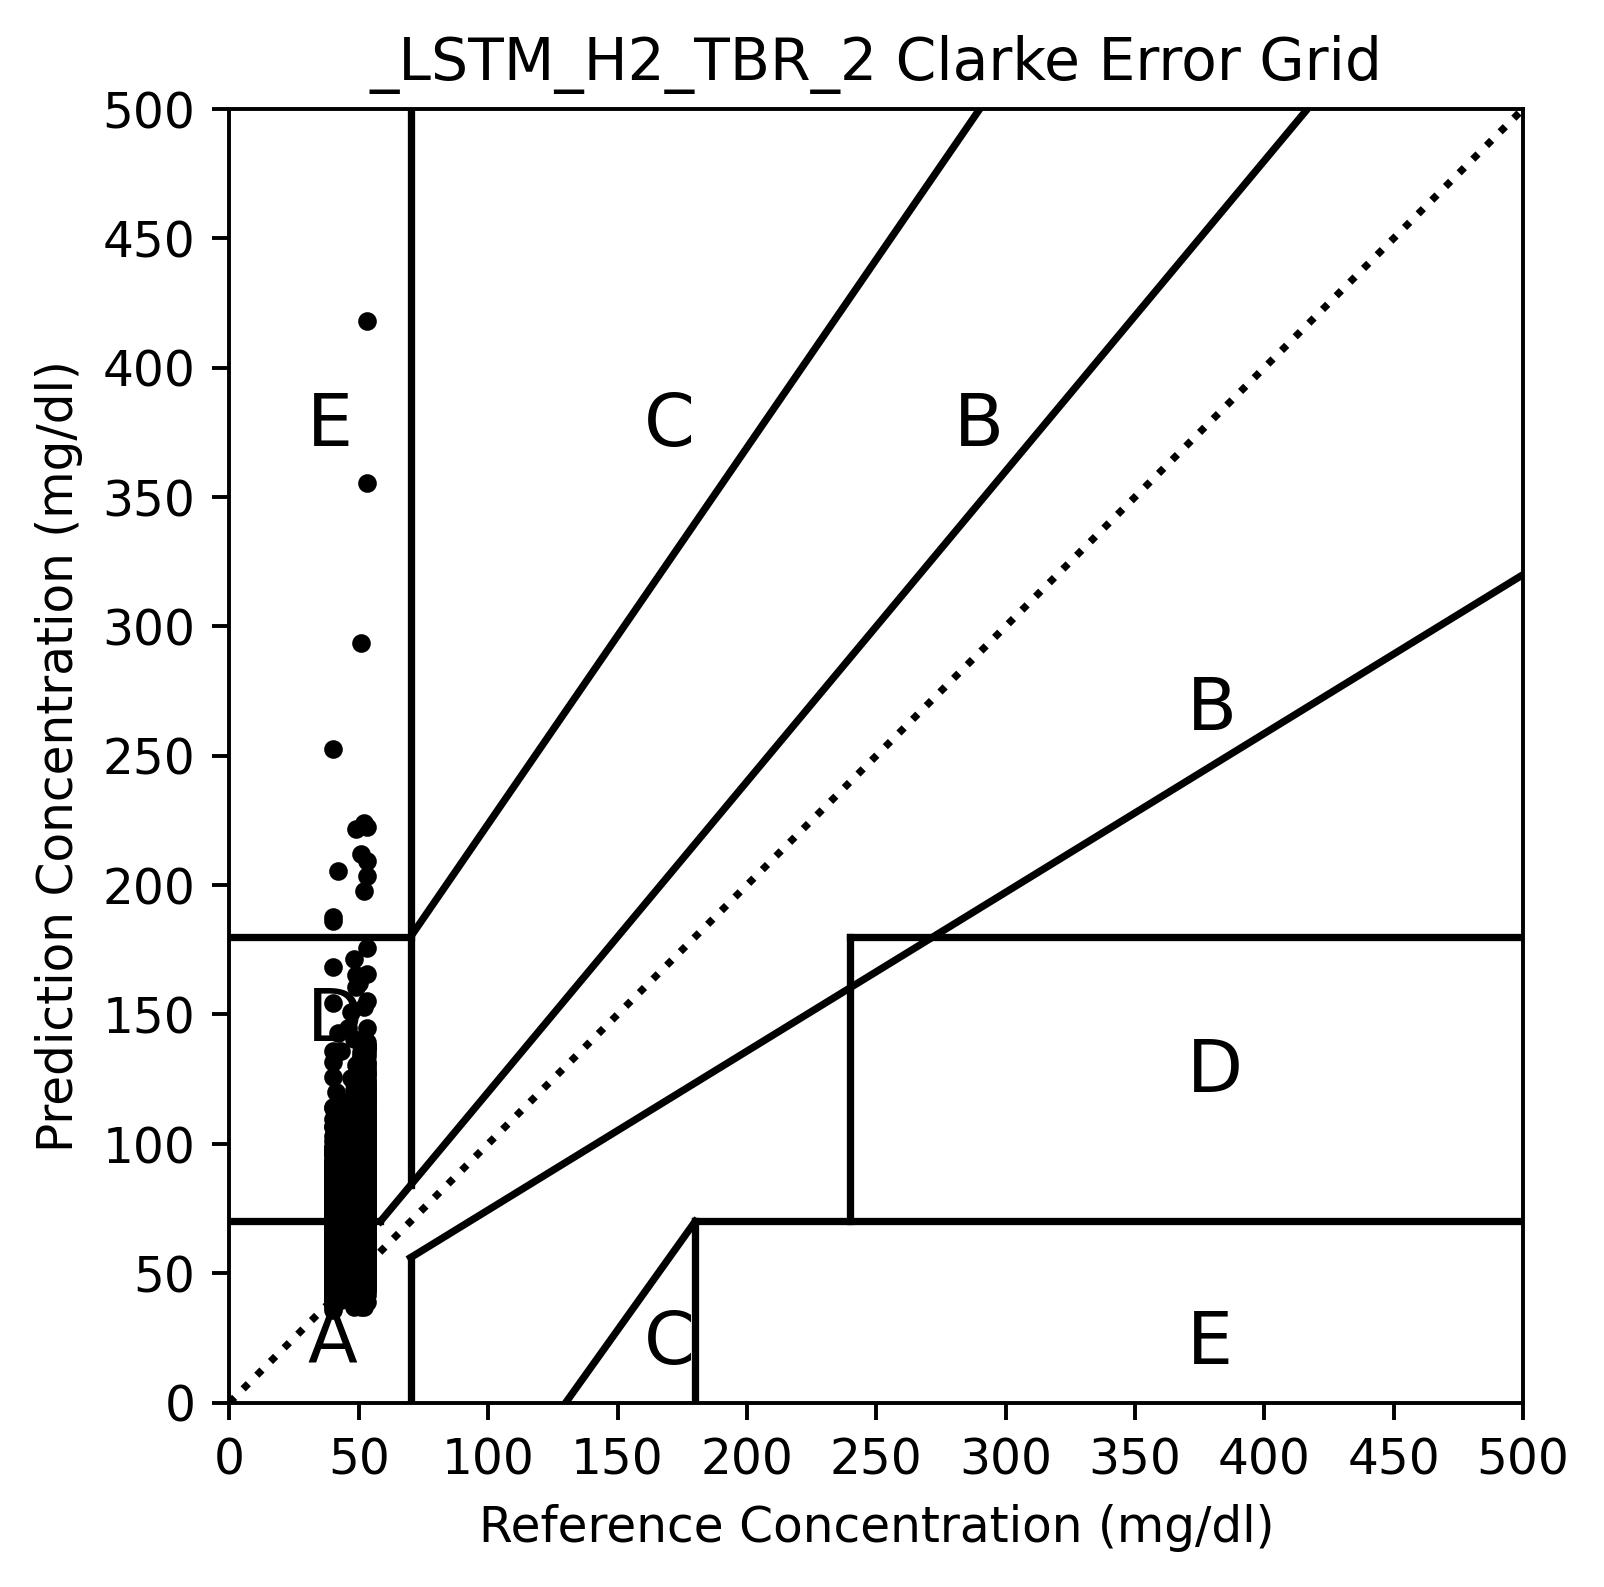 _LSTM_H2_TBR_2 Clarke Error Grid
500
450
400
350
300
250
200
150
100
50
0
Prediction Concentration (mg/dl)
E
C
B
B
D
D
A
C
E
0 50 100 150 200 250 300 350 400 450 500
Reference Concentration (mg/dl)